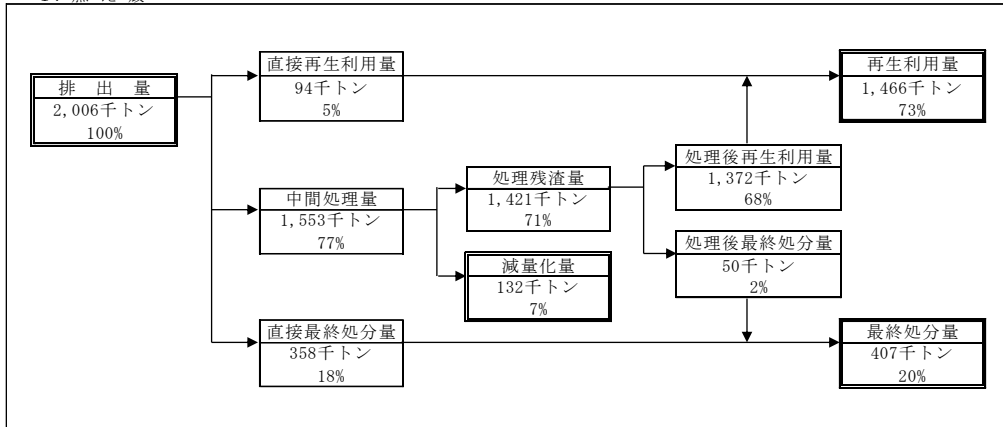 排 出 量
2,006千トン
100%
直接再生利用量
94千トン
5%
再生利用量
1,466千トン
73%
中間処理量
1,553千トン
77%
処理残渣量
1,421千トン
71%
処理後再生利用量
1,372千トン
68%
減量化量
132千トン
7%
処理後最終処分量
50千トン
2%
直接最終処分量
358千トン
18%
最終処分量
407千トン
20%